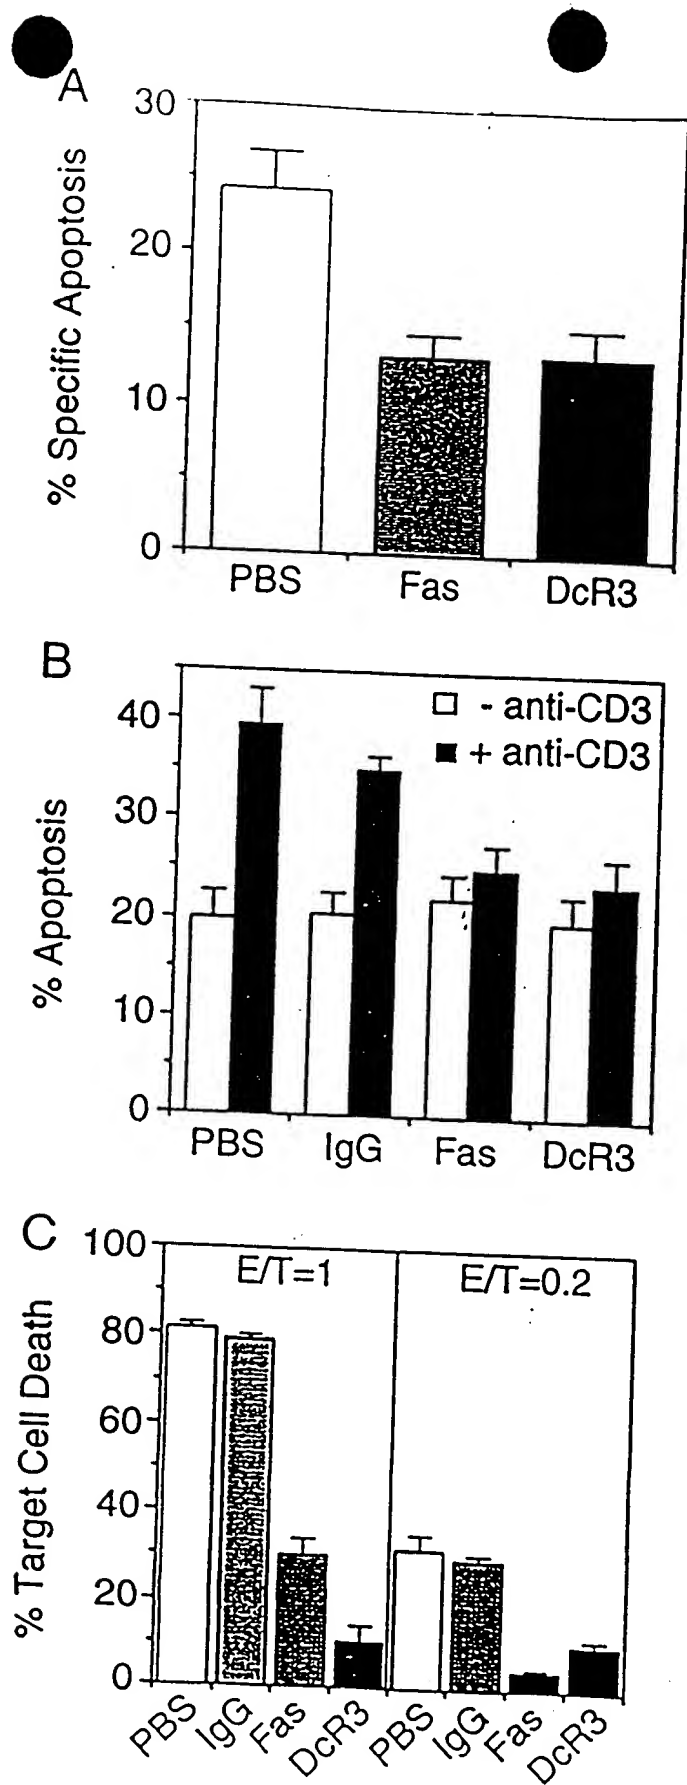 A
30
20
10
0
% Specific Apoptosis
PBS Fas DcR3
B
- anti-CD3
+ anti-CD3
40
30
20
10
0
% Apoptosis
PBS IgG Fas DcR3
C
E/T=1 E/T=0.2
100
80
60
40
20
0
% Target Cell Death
PBS IgG Fas DcR3 PBS IgG Fas DcR3